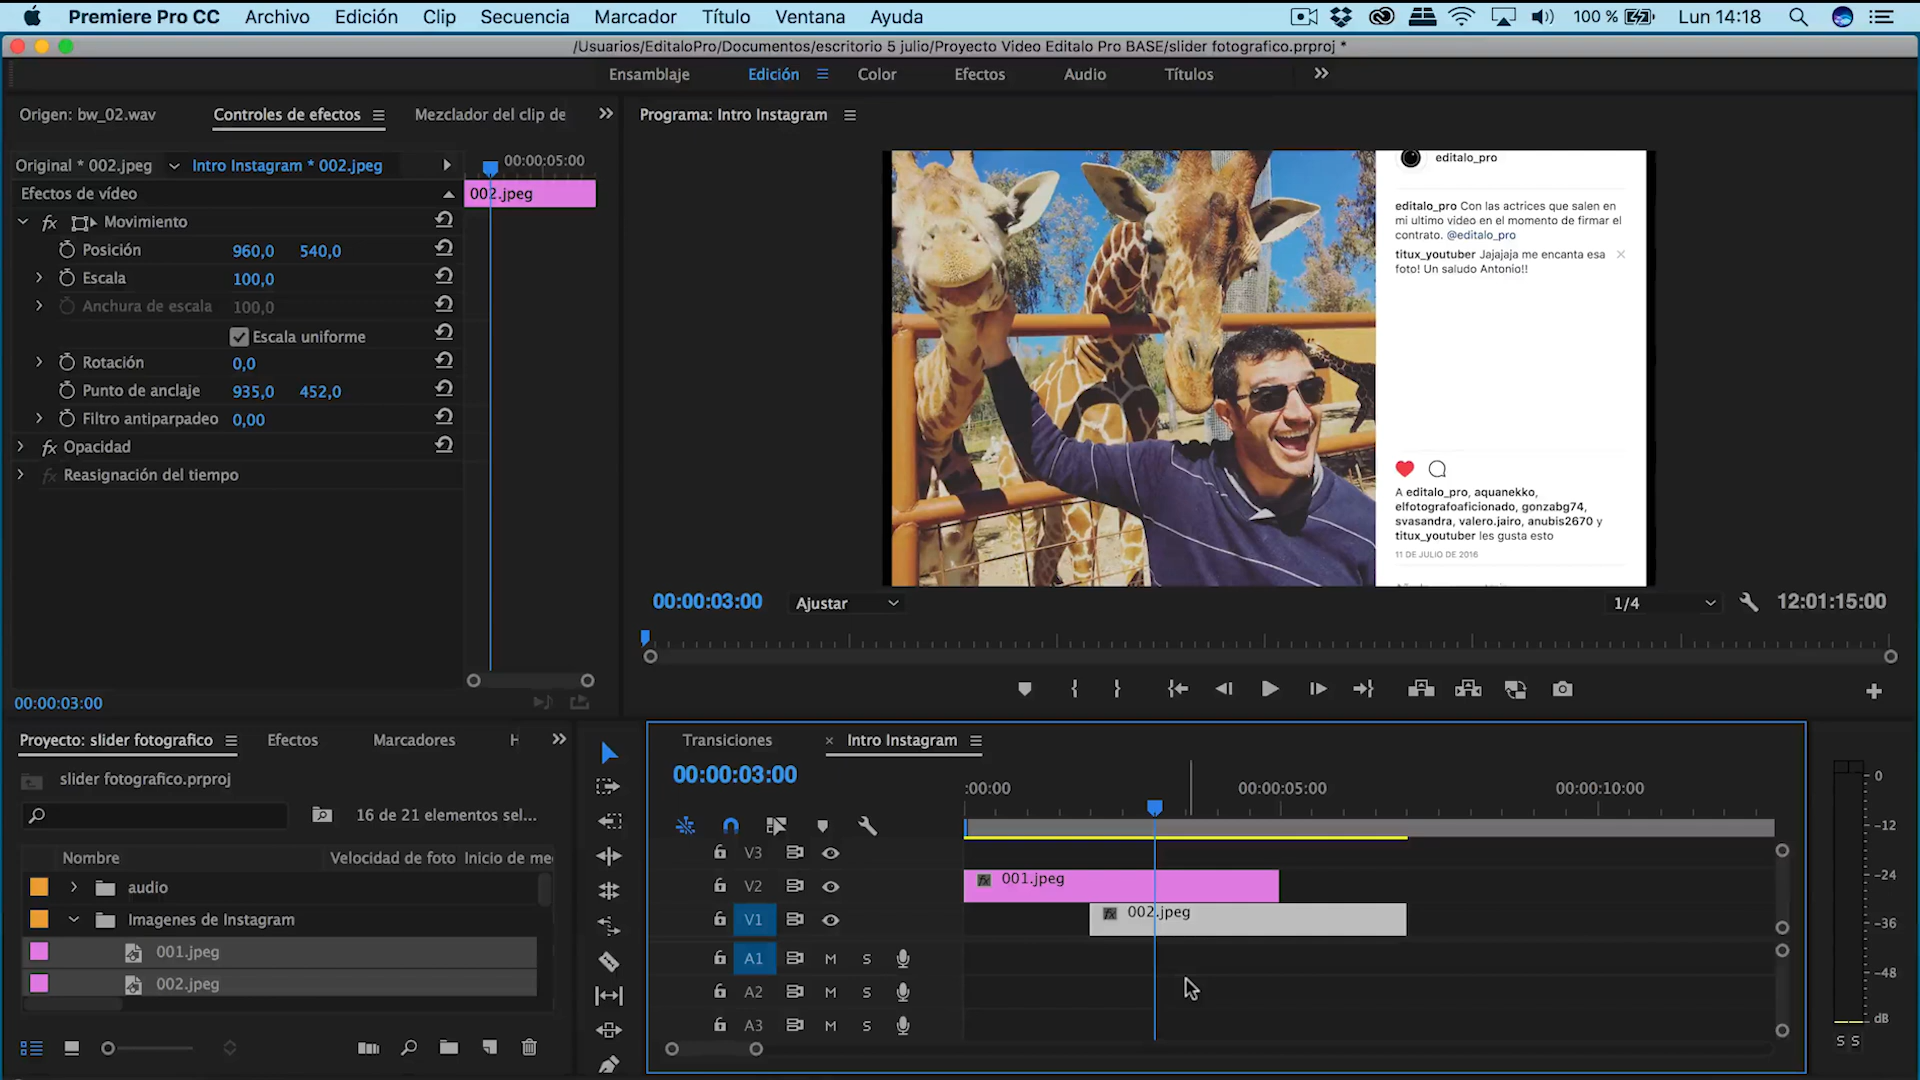 Premiere Pro CC Archivo Edición Clip Secuencia Marcador Título Ventana Ayuda 100 % Lun 14:18
/Usuarios/EditaloPro/Documentos/escritorio 5 julio/Proyecto Video Editalo Pro BASE/slider fotografico.prproj *
Ensamblaje Edición Color Efectos Audio Títulos
Origen: bw_02.wav Controles de efectos Mezclador del clip de
Programa: Intro Instagram
Original * 002.jpeg Intro Instagram * 002.jpeg 00:00:05:00
Efectos de vídeo 002.jpeg
fx Movimiento
Posición 960,0 540,0
Escala 100,0
Anchura de escala 100,0
Escala uniforme
Rotación 0,0
Punto de anclaje 935,0 452,0
Filtro antiparpadeo 0,00
fx Opacidad
fx Reasignación del tiempo
00:00:03:00
editalo_pro
editalo_pro Con las actrices que salen en
mi ultimo vídeo en el momento de firmar el
contrato. @editalo_pro
titux_youtuber Jajajaja me encanta esa
foto! Un saludo Antonio!!
A editalo_pro, aquanekko,
elfotografoaficionado, gonzabg74,
svasandra, valero.jairo, anubis2670 y
titux_youtuber les gusta esto
11 DE JULIO DE 2016
00:00:03:00 Ajustar 1/4 12:01:15:00
Proyecto: slider fotografico Efectos Marcadores H
slider fotografico.prproj
16 de 21 elementos sel...
Nombre Velocidad de foto Inicio de me
audio
Imagenes de Instagram
001.jpeg
002.jpeg
Transiciones × Intro Instagram
00:00:03:00 :00:00 00:00:05:00 00:00:10:00
V3
V2 fx 001.jpeg
V1 fx 002.jpeg
A1 M S
A2 M S
A3 M S
0
-12
-24
-36
-48
dB
S S